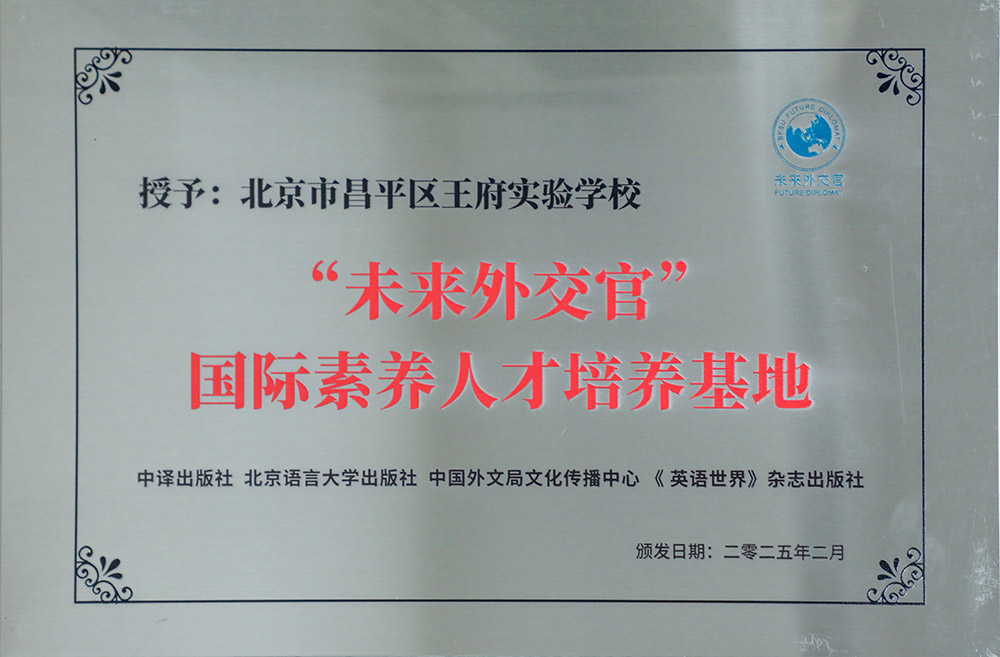 BFSU FUTURE DIPLOMAT
未来外交官
FUTURE DIPLOMAT
授予：北京市昌平区王府实验学校
“未来外交官”
国际素养人才培养基地
中译出版社 北京语言大学出版社 中国外文局文化传播中心 《英语世界》杂志出版社
颁发日期：二零二五年二月